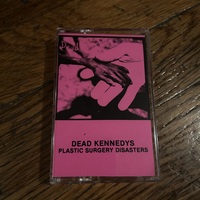 DEAD KENNEDYS
PLASTIC SURGERY DISASTERS